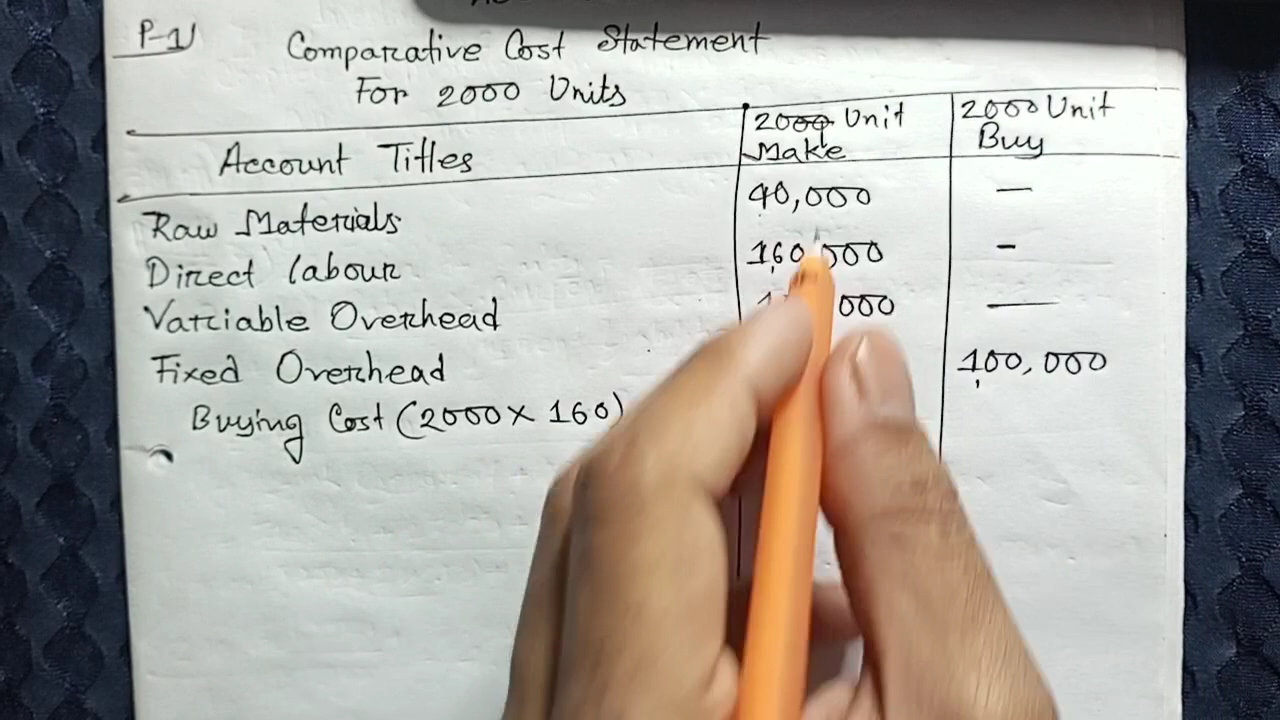 P-1
Comparative Cost Statement
For 2000 Units
Account Titles 2000 Unit Make 2000 Unit Buy
Raw Materials 40,000 —
Direct labour 160,000 -
Variable Overhead 000 —
Fixed Overhead 100,000
Buying Cost (2000 x 160)